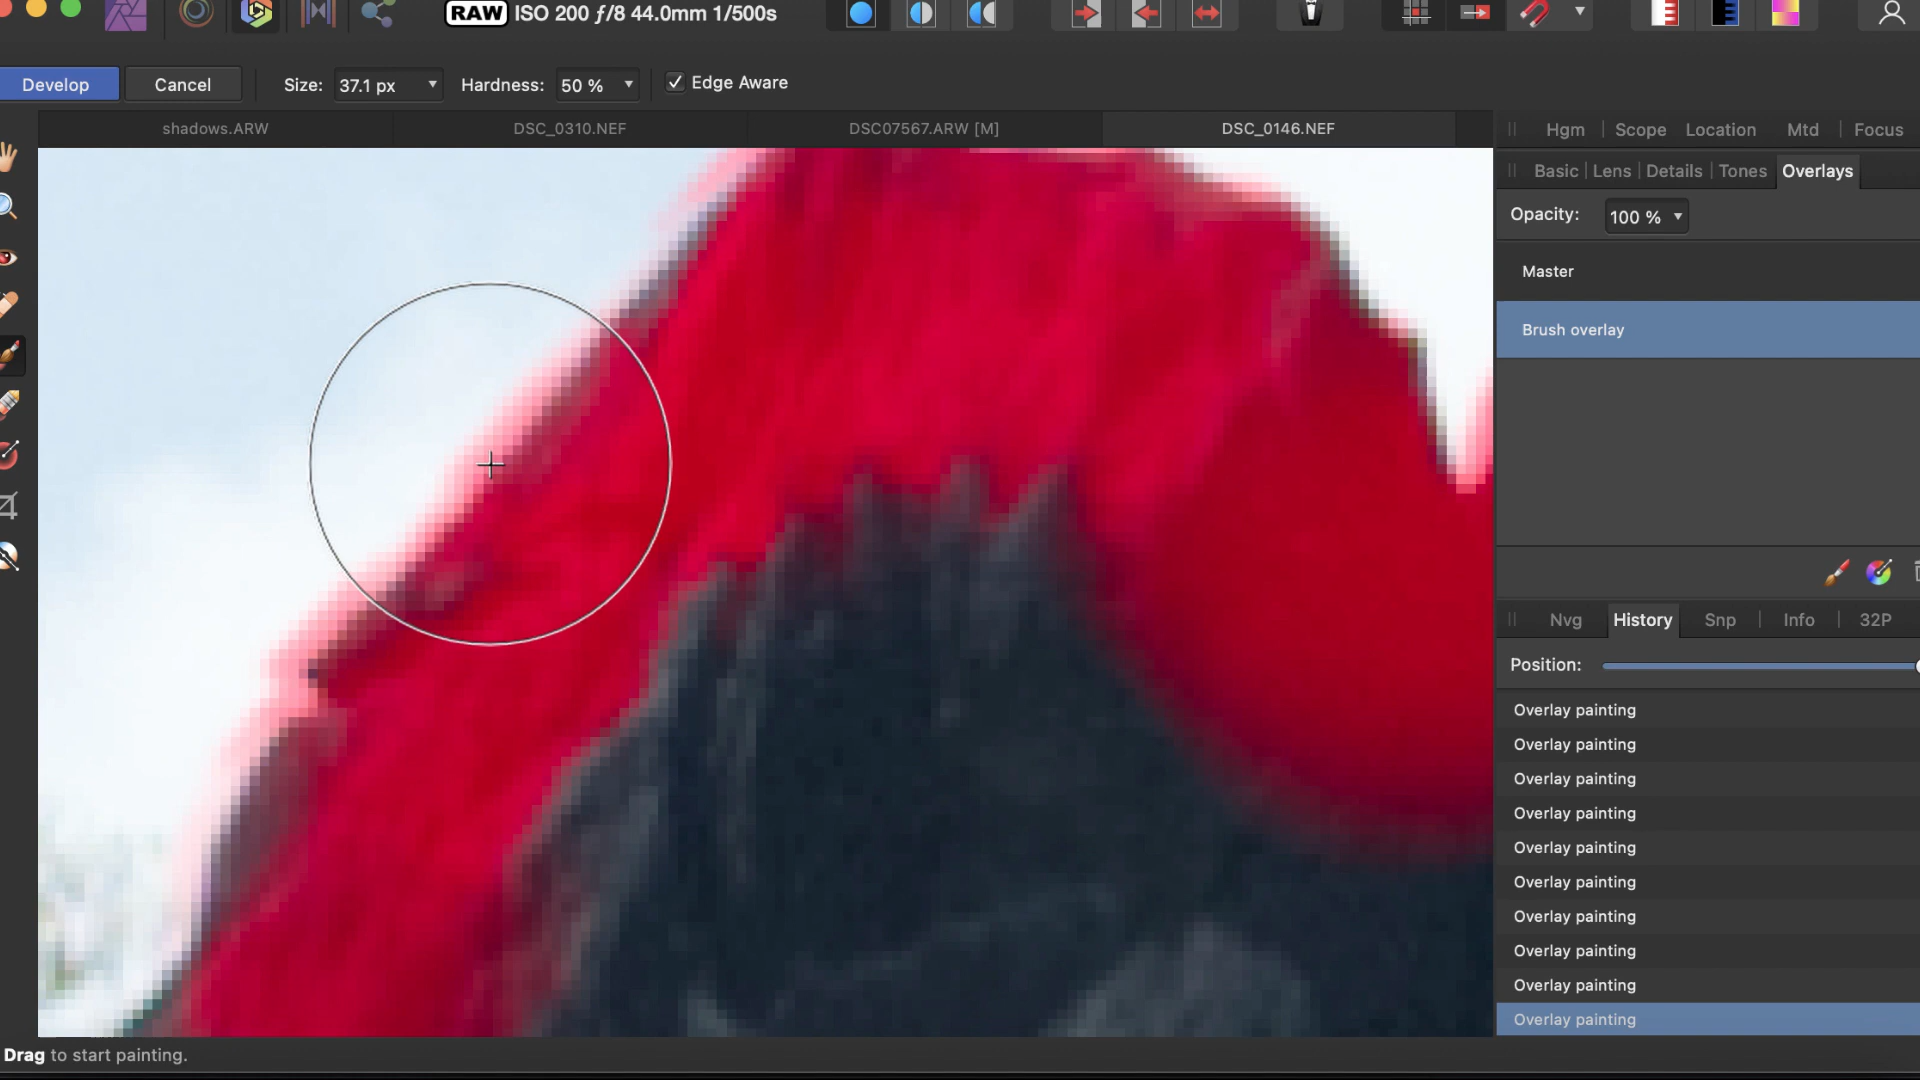 RAW ISO 200 f/8 44.0mm 1/500s
Develop Cancel Size: 37.1 px Hardness: 50 % Edge Aware
shadows.ARW DSC_0310.NEF DSC07567.ARW [M] DSC_0146.NEF
Hgm Scope Location Mtd Focus
Basic Lens Details Tones Overlays
Opacity: 100 %
Master
Brush overlay
Nvg History Snp Info 32P
Position:
Overlay painting
Overlay painting
Overlay painting
Overlay painting
Overlay painting
Overlay painting
Overlay painting
Overlay painting
Overlay painting
Overlay painting
Drag to start painting.